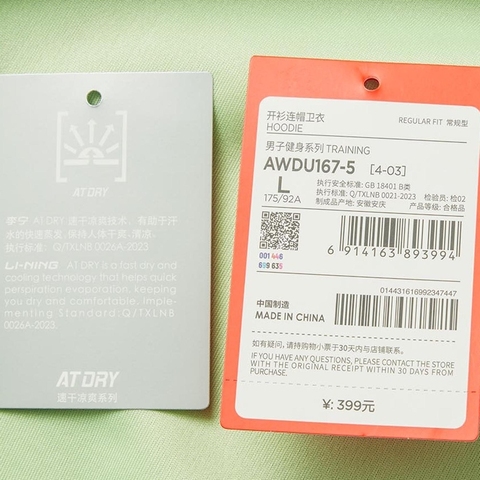 AT DRY
李宁 AT DRY 速干凉爽技术，有助于汗
水的快速蒸发，保持人体干爽、凉凉。
执行标准：Q/TXLNB 0026A-2023.
LI-NING AT DRY is a fast dry and
cooling technology that helps quick
persipiration evaporation, keeping
you dry and comfortable. Imple-
menting Standard: Q/TXLNB
0026A-2023.
AT DRY
速干凉爽系列
开衫连帽卫衣
HOODIE
REGULAR FIT 常规型
男子健身系列 TRAINING
AWDU167-5 [4-03]
L
175/92A
执行安全标准: GB 18401 B类
执行标准: Q/TXLNB 0021-2023 检验员: 检02
制成品产地: 安徽安庆 产品等级: 合格品
001 446
699 635
6 914163 893994
中国制造
MADE IN CHINA
014431616992347447
如有疑问，请持购物小票于30天内与店铺联系。
IF YOU HAVE ANY QUESTIONS, PLEASE CONTACT THE STORE
WITH THE ORIGINAL RECEIPT WITHIN 30 DAYS FROM
PURCHASE.
¥: 399元